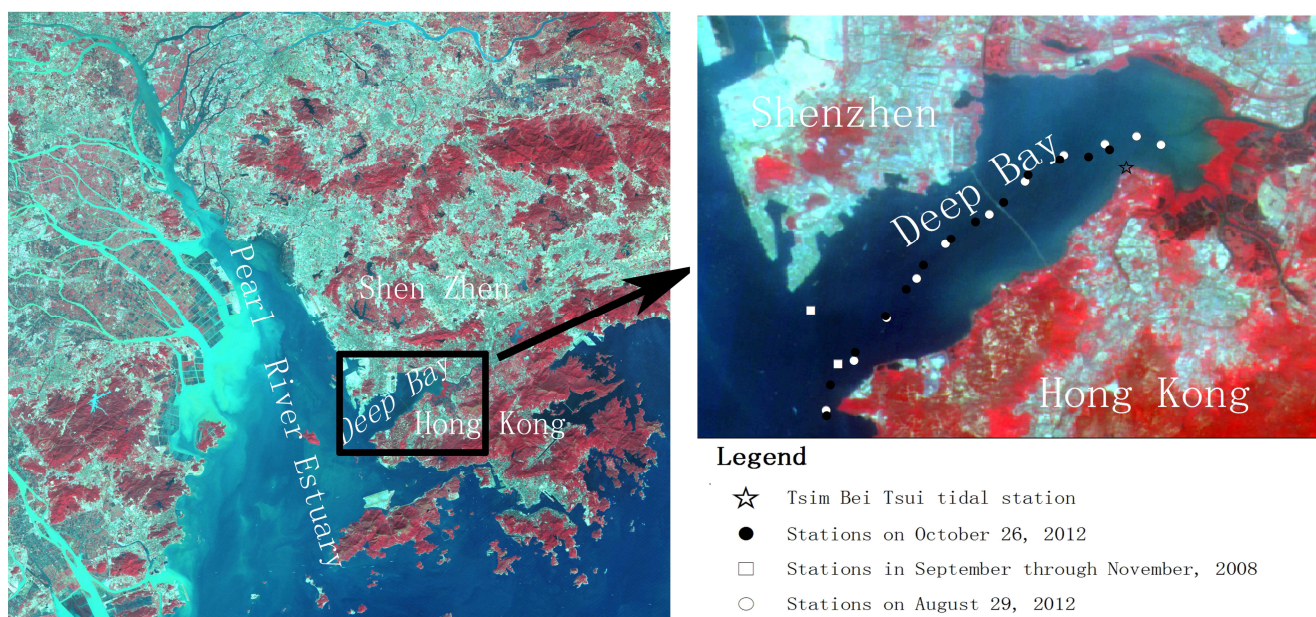 Pearl River Estuary
Shen Zhen
Deep Bay
Hong Kong
Shenzhen
Deep Bay
Hong Kong
Legend
Tsim Bei Tsui tidal station
Stations on October 26, 2012
Stations in September through November, 2008
Stations on August 29, 2012